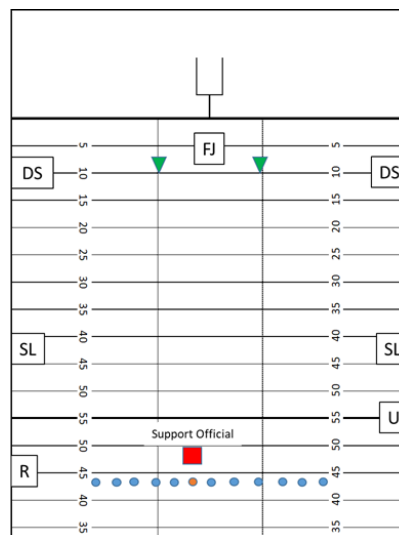 5 FJ 5
DS 10 10 DS
15 15
20 20
25 25
30 30
35 35
SL 40 40 SL
45 45
50 50
55 55 U
Support Official
50 50
R 45 45
40 40
35 35